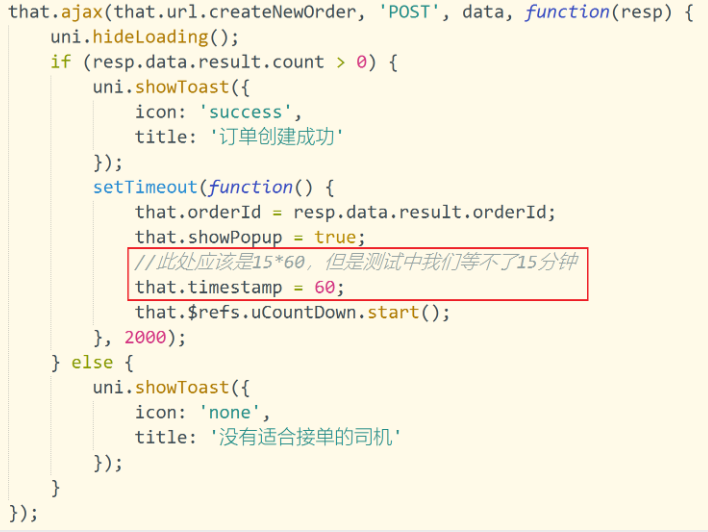 that.ajax(that.url.createNewOrder, 'POST', data, function(resp) {
    uni.hideLoading();
    if (resp.data.result.count > 0) {
        uni.showToast({
            icon: 'success',
            title: '订单创建成功'
        });
        setTimeout(function() {
            that.orderId = resp.data.result.orderId;
            that.showPopup = true;
            //此处应该是15*60，但是测试中我们等不了15分钟
            that.timestamp = 60;
            that.$refs.uCountDown.start();
        }, 2000);
    } else {
        uni.showToast({
            icon: 'none',
            title: '没有适合接单的司机'
        });
    }
});